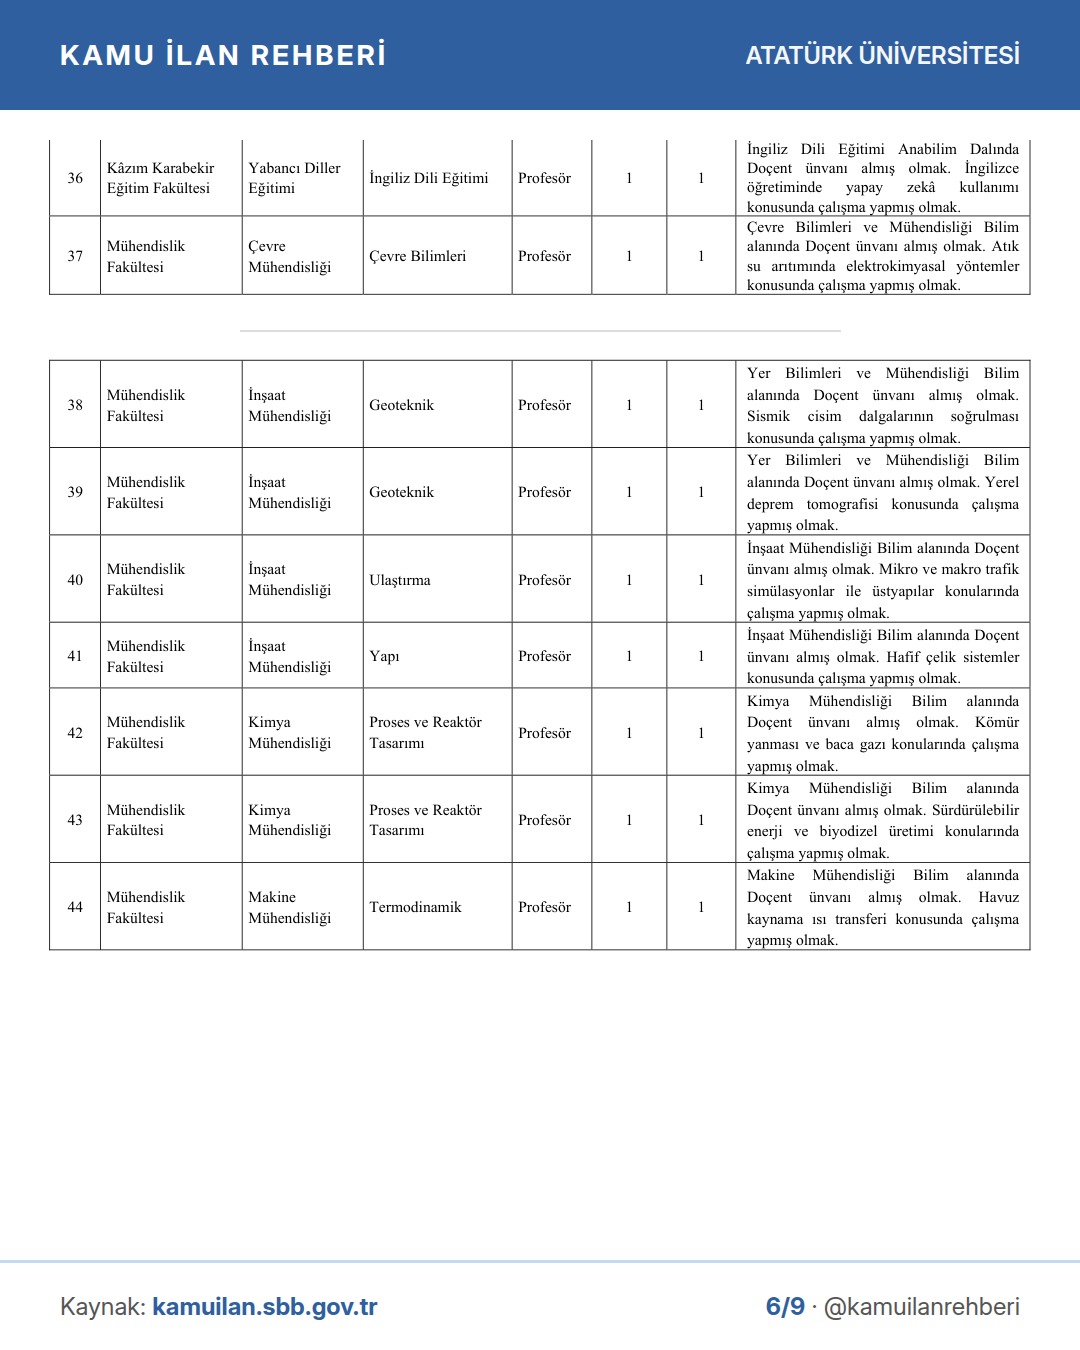 KAMU İLAN REHBERİ
ATATÜRK ÜNİVERSİTESİ
36
Kâzım Karabekir
Eğitim Fakültesi
Yabancı Diller
Eğitimi
İngiliz Dili Eğitimi
Profesör
1
1
İngiliz Dili Eğitimi Anabilim Dalında
Doçent ünvanı almış olmak. İngilizce
öğretiminde yapay zekâ kullanımı
konusunda çalışma yapmış olmak.
37
Mühendislik
Fakültesi
Çevre
Mühendisliği
Çevre Bilimleri
Profesör
1
1
Çevre Bilimleri ve Mühendisliği Bilim
alanında Doçent ünvanı almış olmak. Atık
su arıtımında elektrokimyasal yöntemler
konusunda çalışma yapmış olmak.
38
Mühendislik
Fakültesi
İnşaat
Mühendisliği
Geoteknik
Profesör
1
1
Yer Bilimleri ve Mühendisliği Bilim
alanında Doçent ünvanı almış olmak.
Sismik cisim dalgalarının soğrulması
konusunda çalışma yapmış olmak.
39
Mühendislik
Fakültesi
İnşaat
Mühendisliği
Geoteknik
Profesör
1
1
Yer Bilimleri ve Mühendisliği Bilim
alanında Doçent ünvanı almış olmak. Yerel
deprem tomografisi konusunda çalışma
yapmış olmak.
40
Mühendislik
Fakültesi
İnşaat
Mühendisliği
Ulaştırma
Profesör
1
1
İnşaat Mühendisliği Bilim alanında Doçent
ünvanı almış olmak. Mikro ve makro trafik
simülasyonlar ile üstyapılar konularında
çalışma yapmış olmak.
41
Mühendislik
Fakültesi
İnşaat
Mühendisliği
Yapı
Profesör
1
1
İnşaat Mühendisliği Bilim alanında Doçent
ünvanı almış olmak. Hafif çelik sistemler
konusunda çalışma yapmış olmak.
42
Mühendislik
Fakültesi
Kimya
Mühendisliği
Proses ve Reaktör
Tasarımı
Profesör
1
1
Kimya Mühendisliği Bilim alanında
Doçent ünvanı almış olmak. Kömür
yanması ve baca gazı konularında çalışma
yapmış olmak.
43
Mühendislik
Fakültesi
Kimya
Mühendisliği
Proses ve Reaktör
Tasarımı
Profesör
1
1
Kimya Mühendisliği Bilim alanında
Doçent ünvanı almış olmak. Sürdürülebilir
enerji ve biyodizel üretimi konularında
çalışma yapmış olmak.
44
Mühendislik
Fakültesi
Makine
Mühendisliği
Termodinamik
Profesör
1
1
Makine Mühendisliği Bilim alanında
Doçent ünvanı almış olmak. Havuz
kaynama ısı transferi konusunda çalışma
yapmış olmak.
Kaynak: kamuilan.sbb.gov.tr
6/9 · @kamuilanrehberi